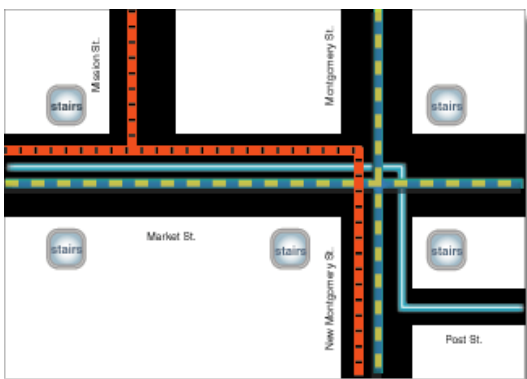 Mission St.
Montgomery St.
stairs
stairs
Market St.
stairs
stairs
stairs
New Montgomery St.
Post St.